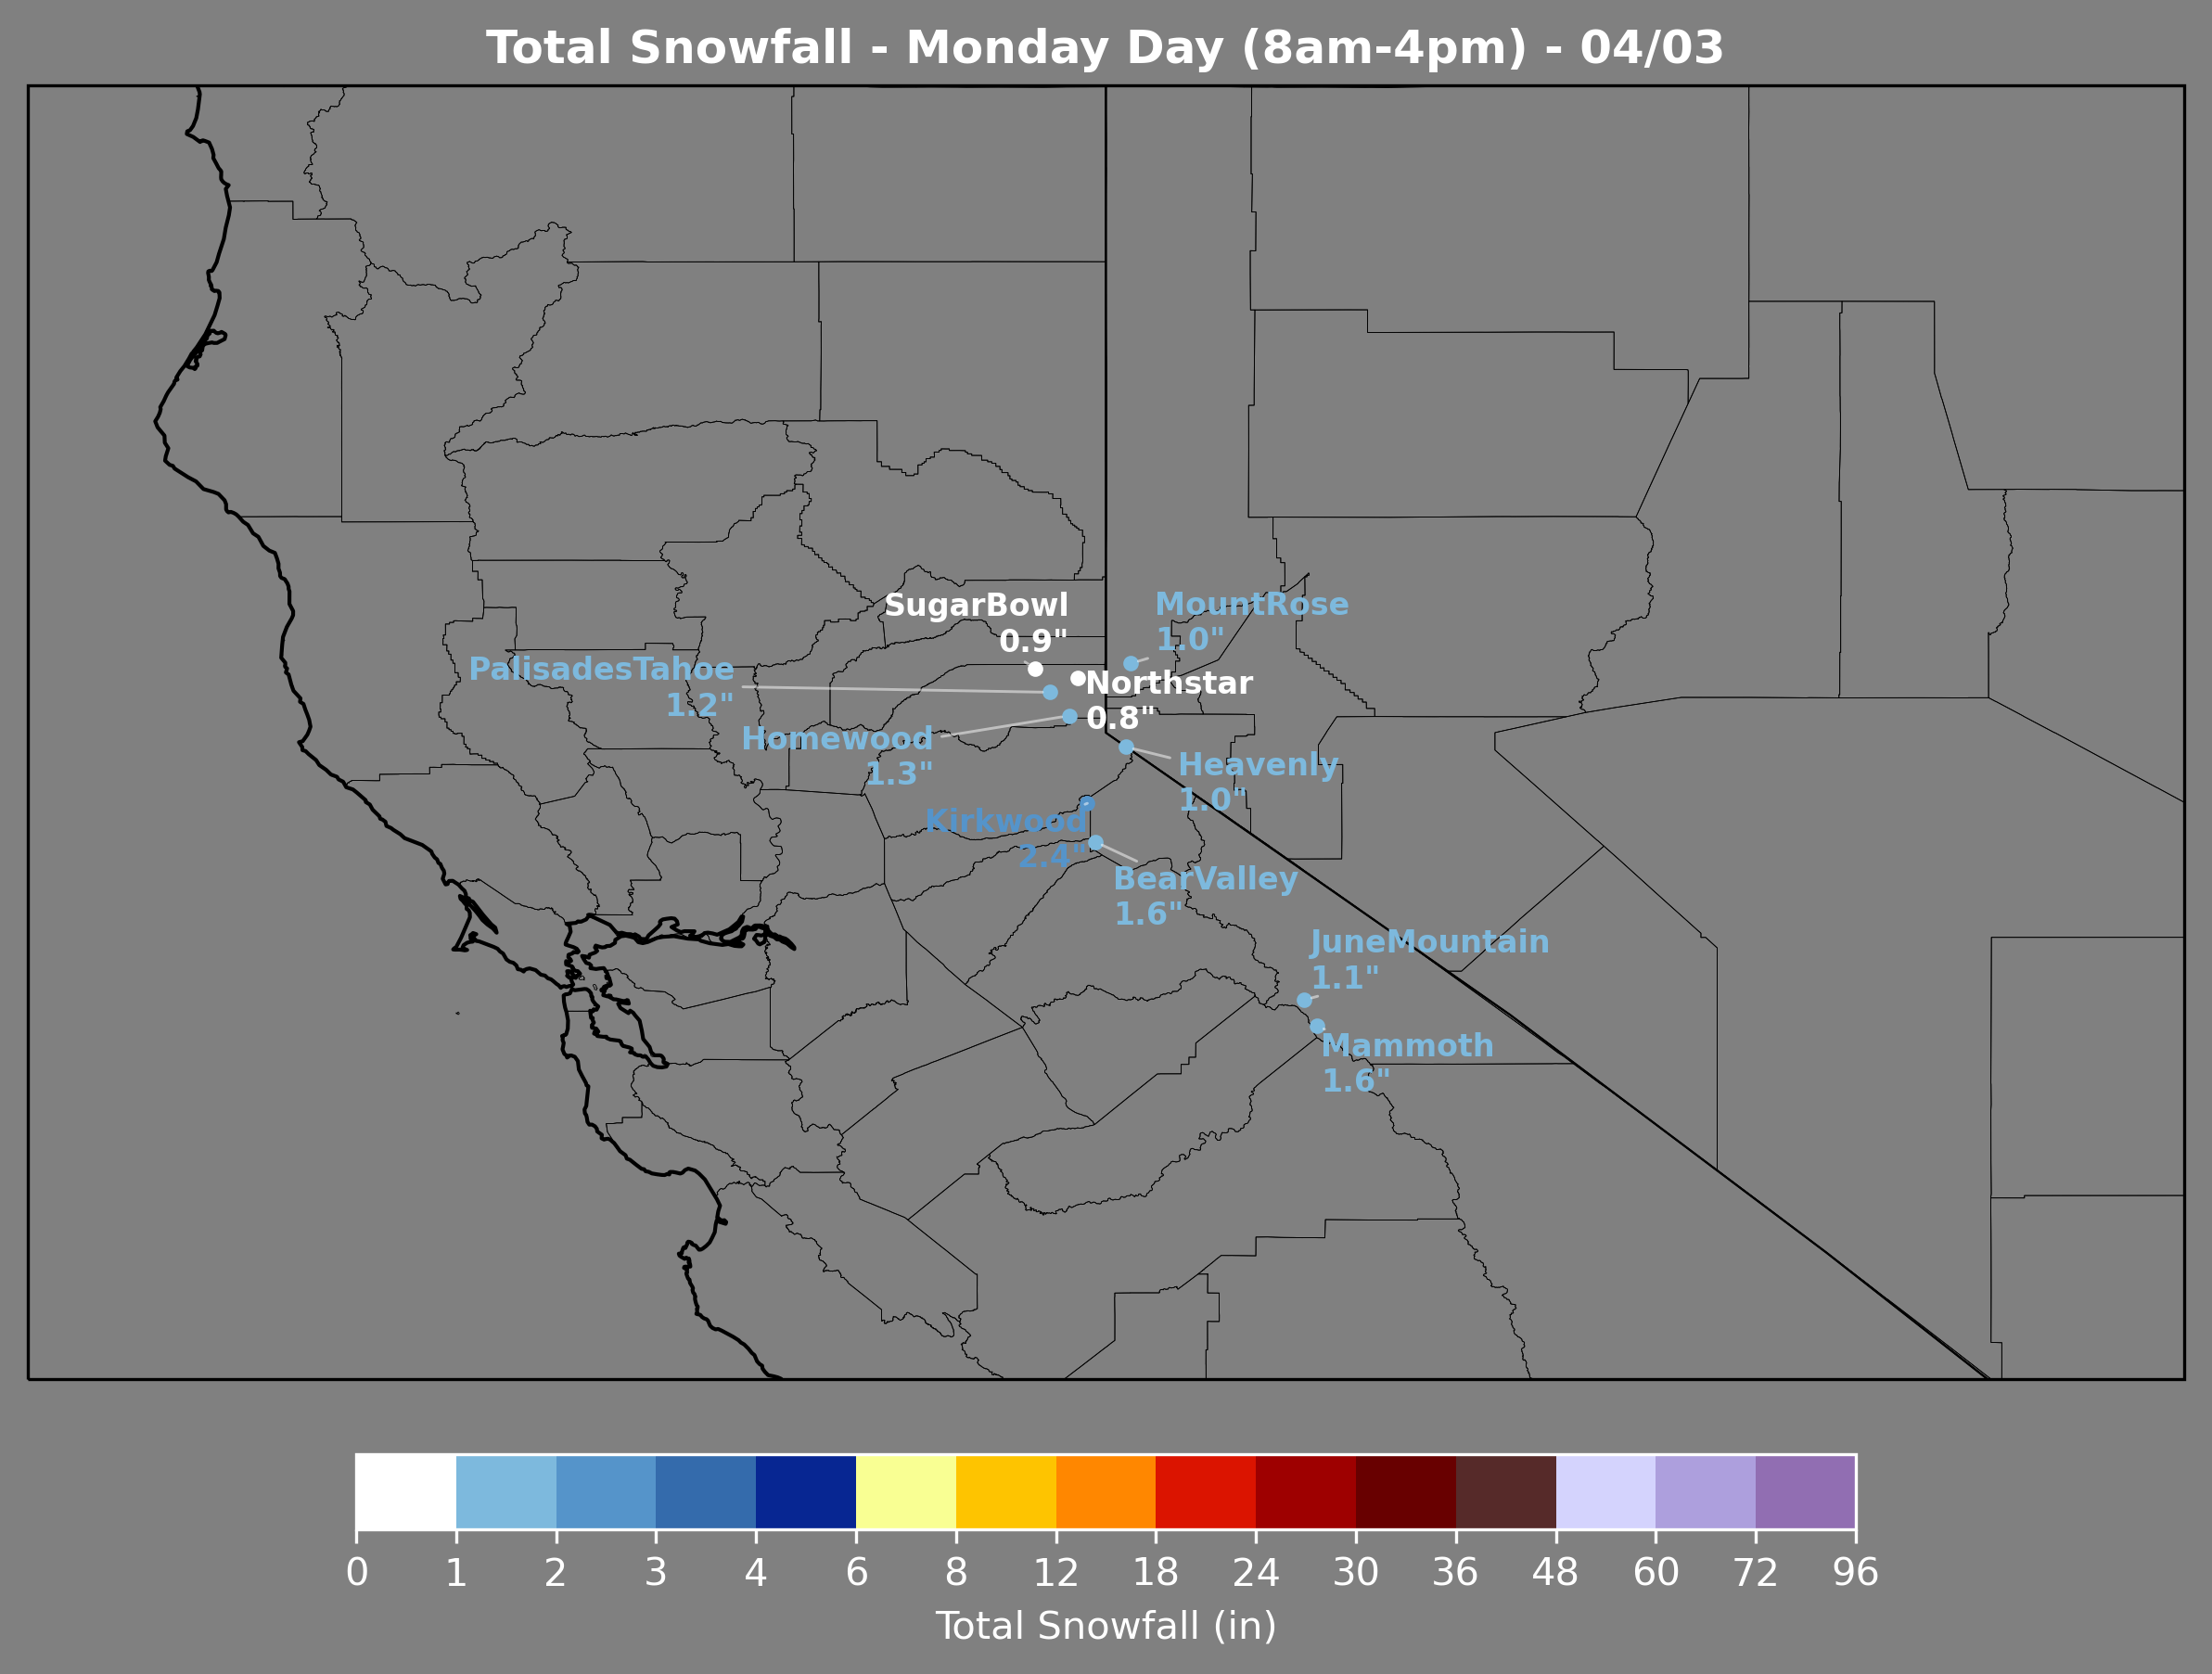 Total Snowfall - Monday Day (8am-4pm) - 04/03
SugarBowl
0.9"
MountRose
1.0"
PalisadesTahoe
1.2"
Northstar
0.8"
Homewood
1.3"
Heavenly
1.0"
Kirkwood
2.4"
BearValley
1.6"
JuneMountain
1.1"
Mammoth
1.6"
0 1 2 3 4 6 8 12 18 24 30 36 48 60 72 96
Total Snowfall (in)